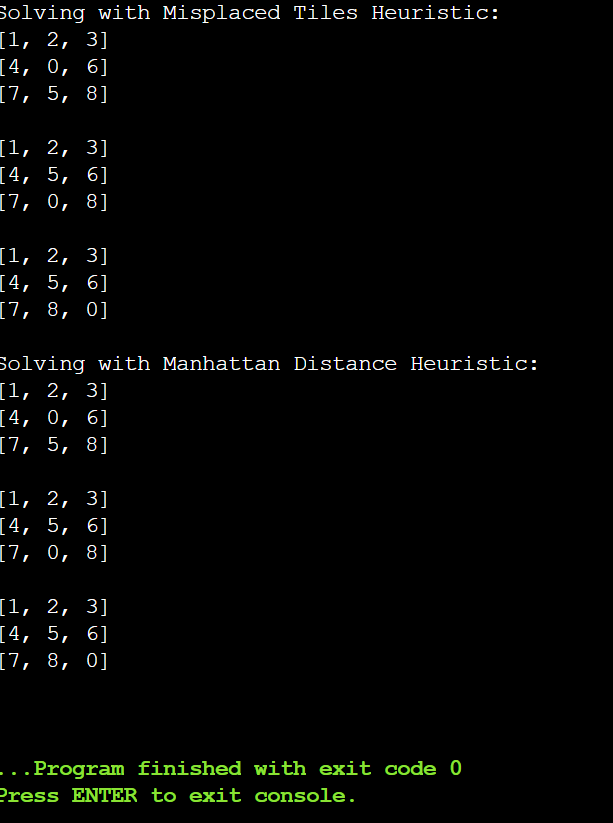 Solving with Misplaced Tiles Heuristic:
[1, 2, 3]
[4, 0, 6]
[7, 5, 8]

[1, 2, 3]
[4, 5, 6]
[7, 0, 8]

[1, 2, 3]
[4, 5, 6]
[7, 8, 0]

Solving with Manhattan Distance Heuristic:
[1, 2, 3]
[4, 0, 6]
[7, 5, 8]

[1, 2, 3]
[4, 5, 6]
[7, 0, 8]

[1, 2, 3]
[4, 5, 6]
[7, 8, 0]

...Program finished with exit code 0
Press ENTER to exit console.